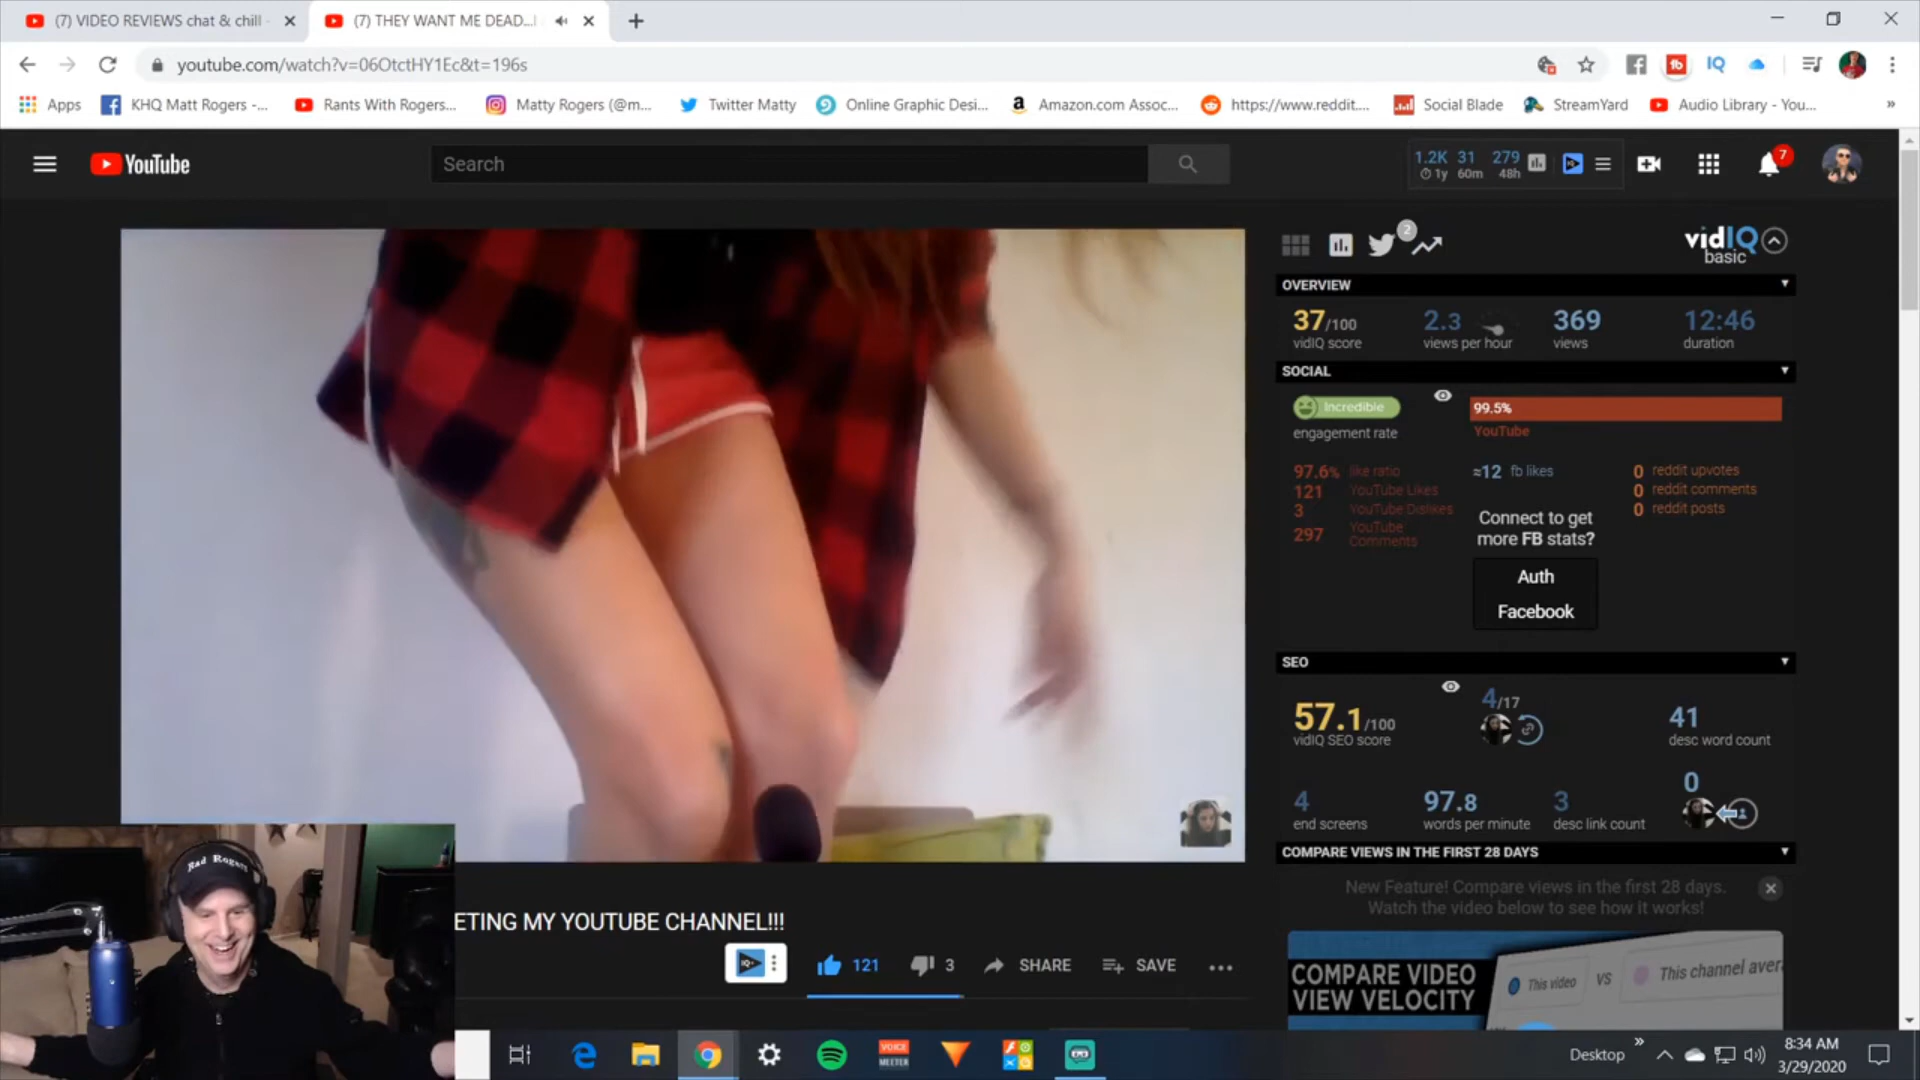 (7) VIDEO REVIEWS chat & chill -
(7) THEY WANT ME DEAD...I
youtube.com/watch?v=06OtctHY1Ec&t=196s
Apps
KHQ Matt Rogers -...
Rants With Rogers...
Matty Rogers (@m...
Twitter Matty
Online Graphic Desi...
Amazon.com Assoc...
https://www.reddit....
Social Blade
StreamYard
Audio Library - You...
YouTube
Search
1.2K 31 279
1y 60m 48h
7
2
vidIQ
basic
OVERVIEW
37/100
vidIQ score
2.3
views per hour
369
views
12:46
duration
SOCIAL
Incredible
engagement rate
99.5%
YouTube
97.6% like ratio
121 YouTube Likes
3 YouTube Dislikes
297 YouTube Comments
≈12 fb likes
0 reddit upvotes
0 reddit comments
0 reddit posts
Connect to get
more FB stats?
Auth
Facebook
SEO
57.1/100
vidIQ SEO score
4/17
41
desc word count
4
end screens
97.8
words per minute
3
desc link count
0
COMPARE VIEWS IN THE FIRST 28 DAYS
New Feature! Compare views in the first 28 days.
Watch the video below to see how it works!
COMPARE VIDEO
VIEW VELOCITY
This video
VS
This channel aver
Rad Rogers
ETING MY YOUTUBE CHANNEL!!!
IQ
121
3
SHARE
SAVE
VOICE
MEETER
Desktop
8:34 AM
3/29/2020